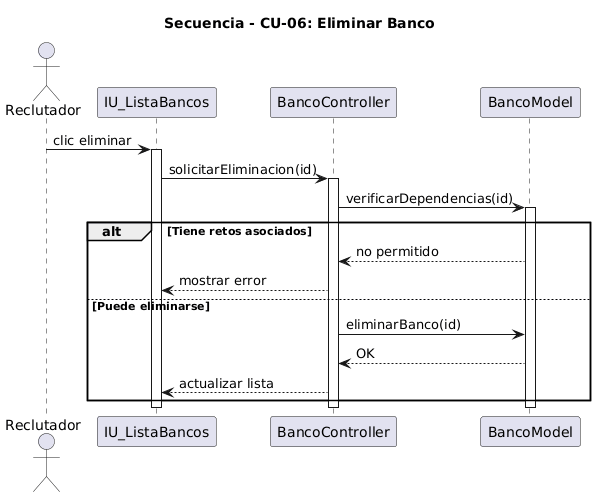 Secuencia - CU-06: Eliminar Banco
Reclutador
IU_ListaBancos
BancoController
BancoModel
clic eliminar
solicitarEliminacion(id)
verificarDependencias(id)
alt
[Tiene retos asociados]
no permitido
mostrar error
[Puede eliminarse]
eliminarBanco(id)
OK
actualizar lista
Reclutador
IU_ListaBancos
BancoController
BancoModel